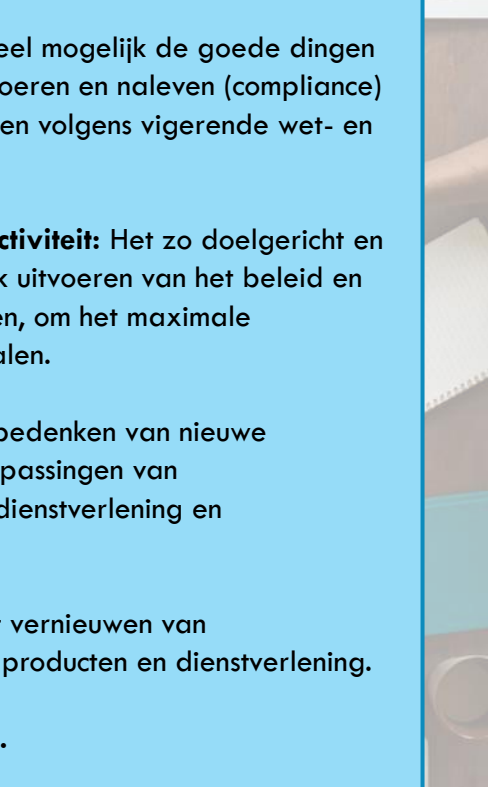 eel mogelijk de goede dingen
oeren en naleven (compliance)
en volgens vigerende wet- en
ctiviteit: Het zo doelgericht en
k uitvoeren van het beleid en
en, om het maximale
alen.
bedenken van nieuwe
passingen van
dienstverlening en
vernieuwen van
producten en dienstverlening.
.